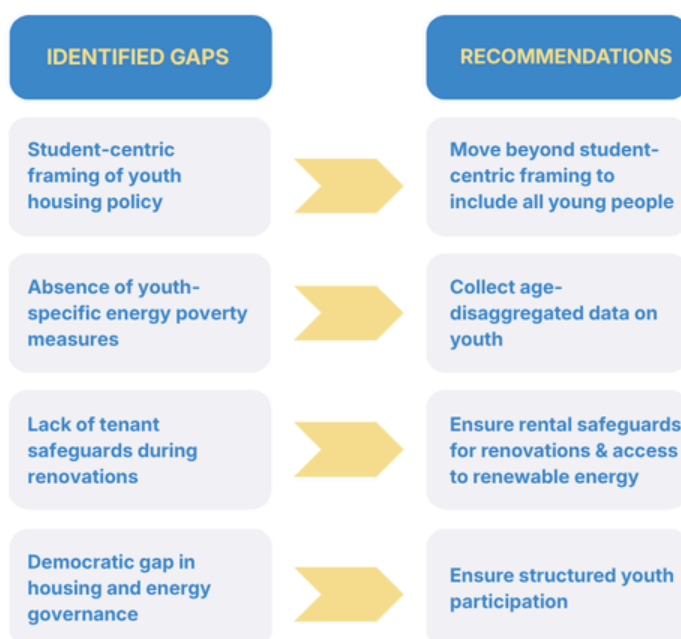 IDENTIFIED GAPS
RECOMMENDATIONS
Student-centric
framing of youth
housing policy
Move beyond student-
centric framing to
include all young people
Absence of youth-
specific energy poverty
measures
Collect age-
disaggregated data on
youth
Lack of tenant
safeguards during
renovations
Ensure rental safeguards
for renovations & access
to renewable energy
Democratic gap in
housing and energy
governance
Ensure structured youth
participation